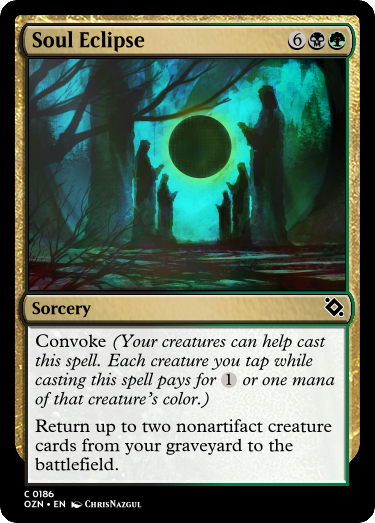 Soul Eclipse 6
Sorcery
Convoke (Your creatures can help cast
this spell. Each creature you tap while
casting this spell pays for 1 or one mana
of that creature's color.)
Return up to two nonartifact creature
cards from your graveyard to the
battlefield.
C 0186
OZN • EN ChrisNazgul